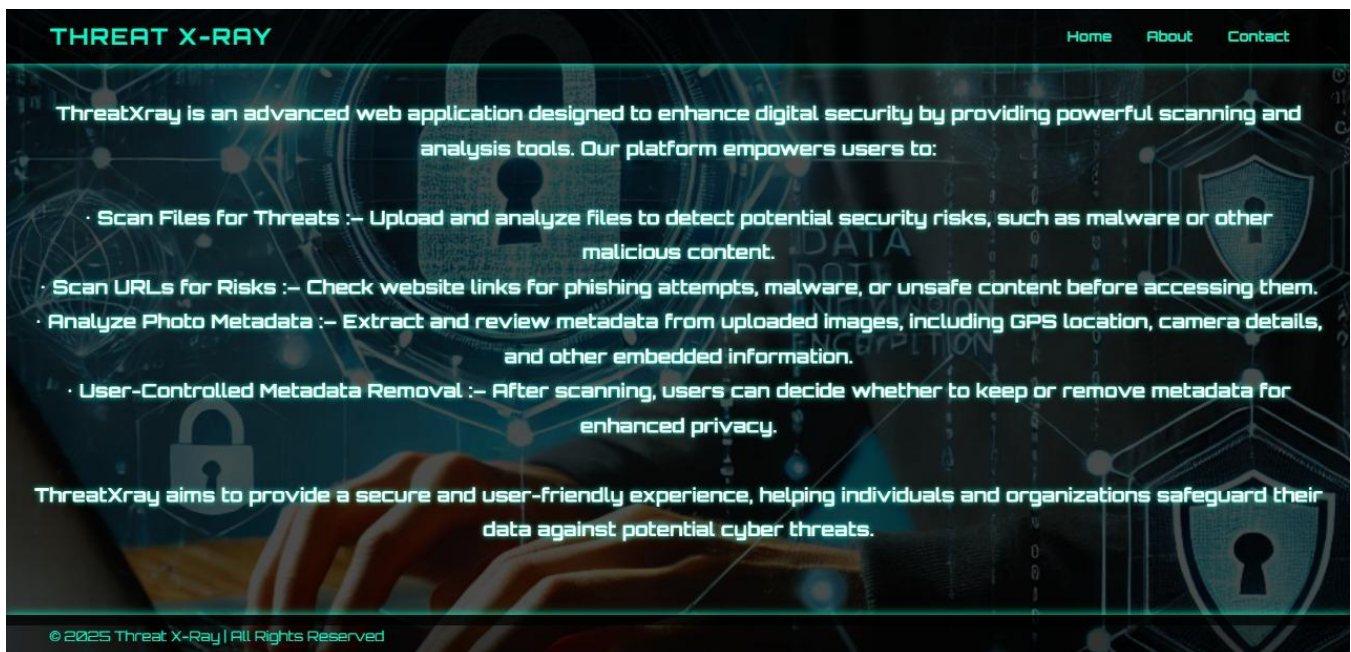 THREAT X-RAY
Home About Contact
ThreatXray is an advanced web application designed to enhance digital security by providing powerful scanning and
analysis tools. Our platform empowers users to:
· Scan Files for Threats :– Upload and analyze files to detect potential security risks, such as malware or other
malicious content.
· Scan URLs for Risks :– Check website links for phishing attempts, malware, or unsafe content before accessing them.
· Analyze Photo Metadata :– Extract and review metadata from uploaded images, including GPS location, camera details,
and other embedded information.
· User-Controlled Metadata Removal :– After scanning, users can decide whether to keep or remove metadata for
enhanced privacy.
ThreatXray aims to provide a secure and user-friendly experience, helping individuals and organizations safeguard their
data against potential cyber threats.
DATA
© 2025 Threat X-Ray | All Rights Reserved